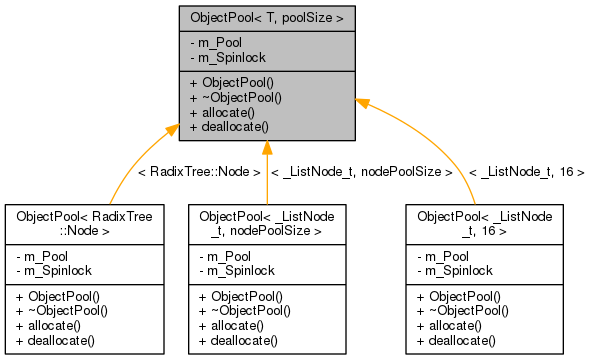 ObjectPool< T, poolSize >
- m_Pool
- m_Spinlock
+ ObjectPool()
+ ~ObjectPool()
+ allocate()
+ deallocate()
< RadixTree::Node >
< _ListNode_t, nodePoolSize >
< _ListNode_t, 16 >
ObjectPool< RadixTree
::Node >
- m_Pool
- m_Spinlock
+ ObjectPool()
+ ~ObjectPool()
+ allocate()
+ deallocate()
ObjectPool< _ListNode
_t, nodePoolSize >
- m_Pool
- m_Spinlock
+ ObjectPool()
+ ~ObjectPool()
+ allocate()
+ deallocate()
ObjectPool< _ListNode
_t, 16 >
- m_Pool
- m_Spinlock
+ ObjectPool()
+ ~ObjectPool()
+ allocate()
+ deallocate()